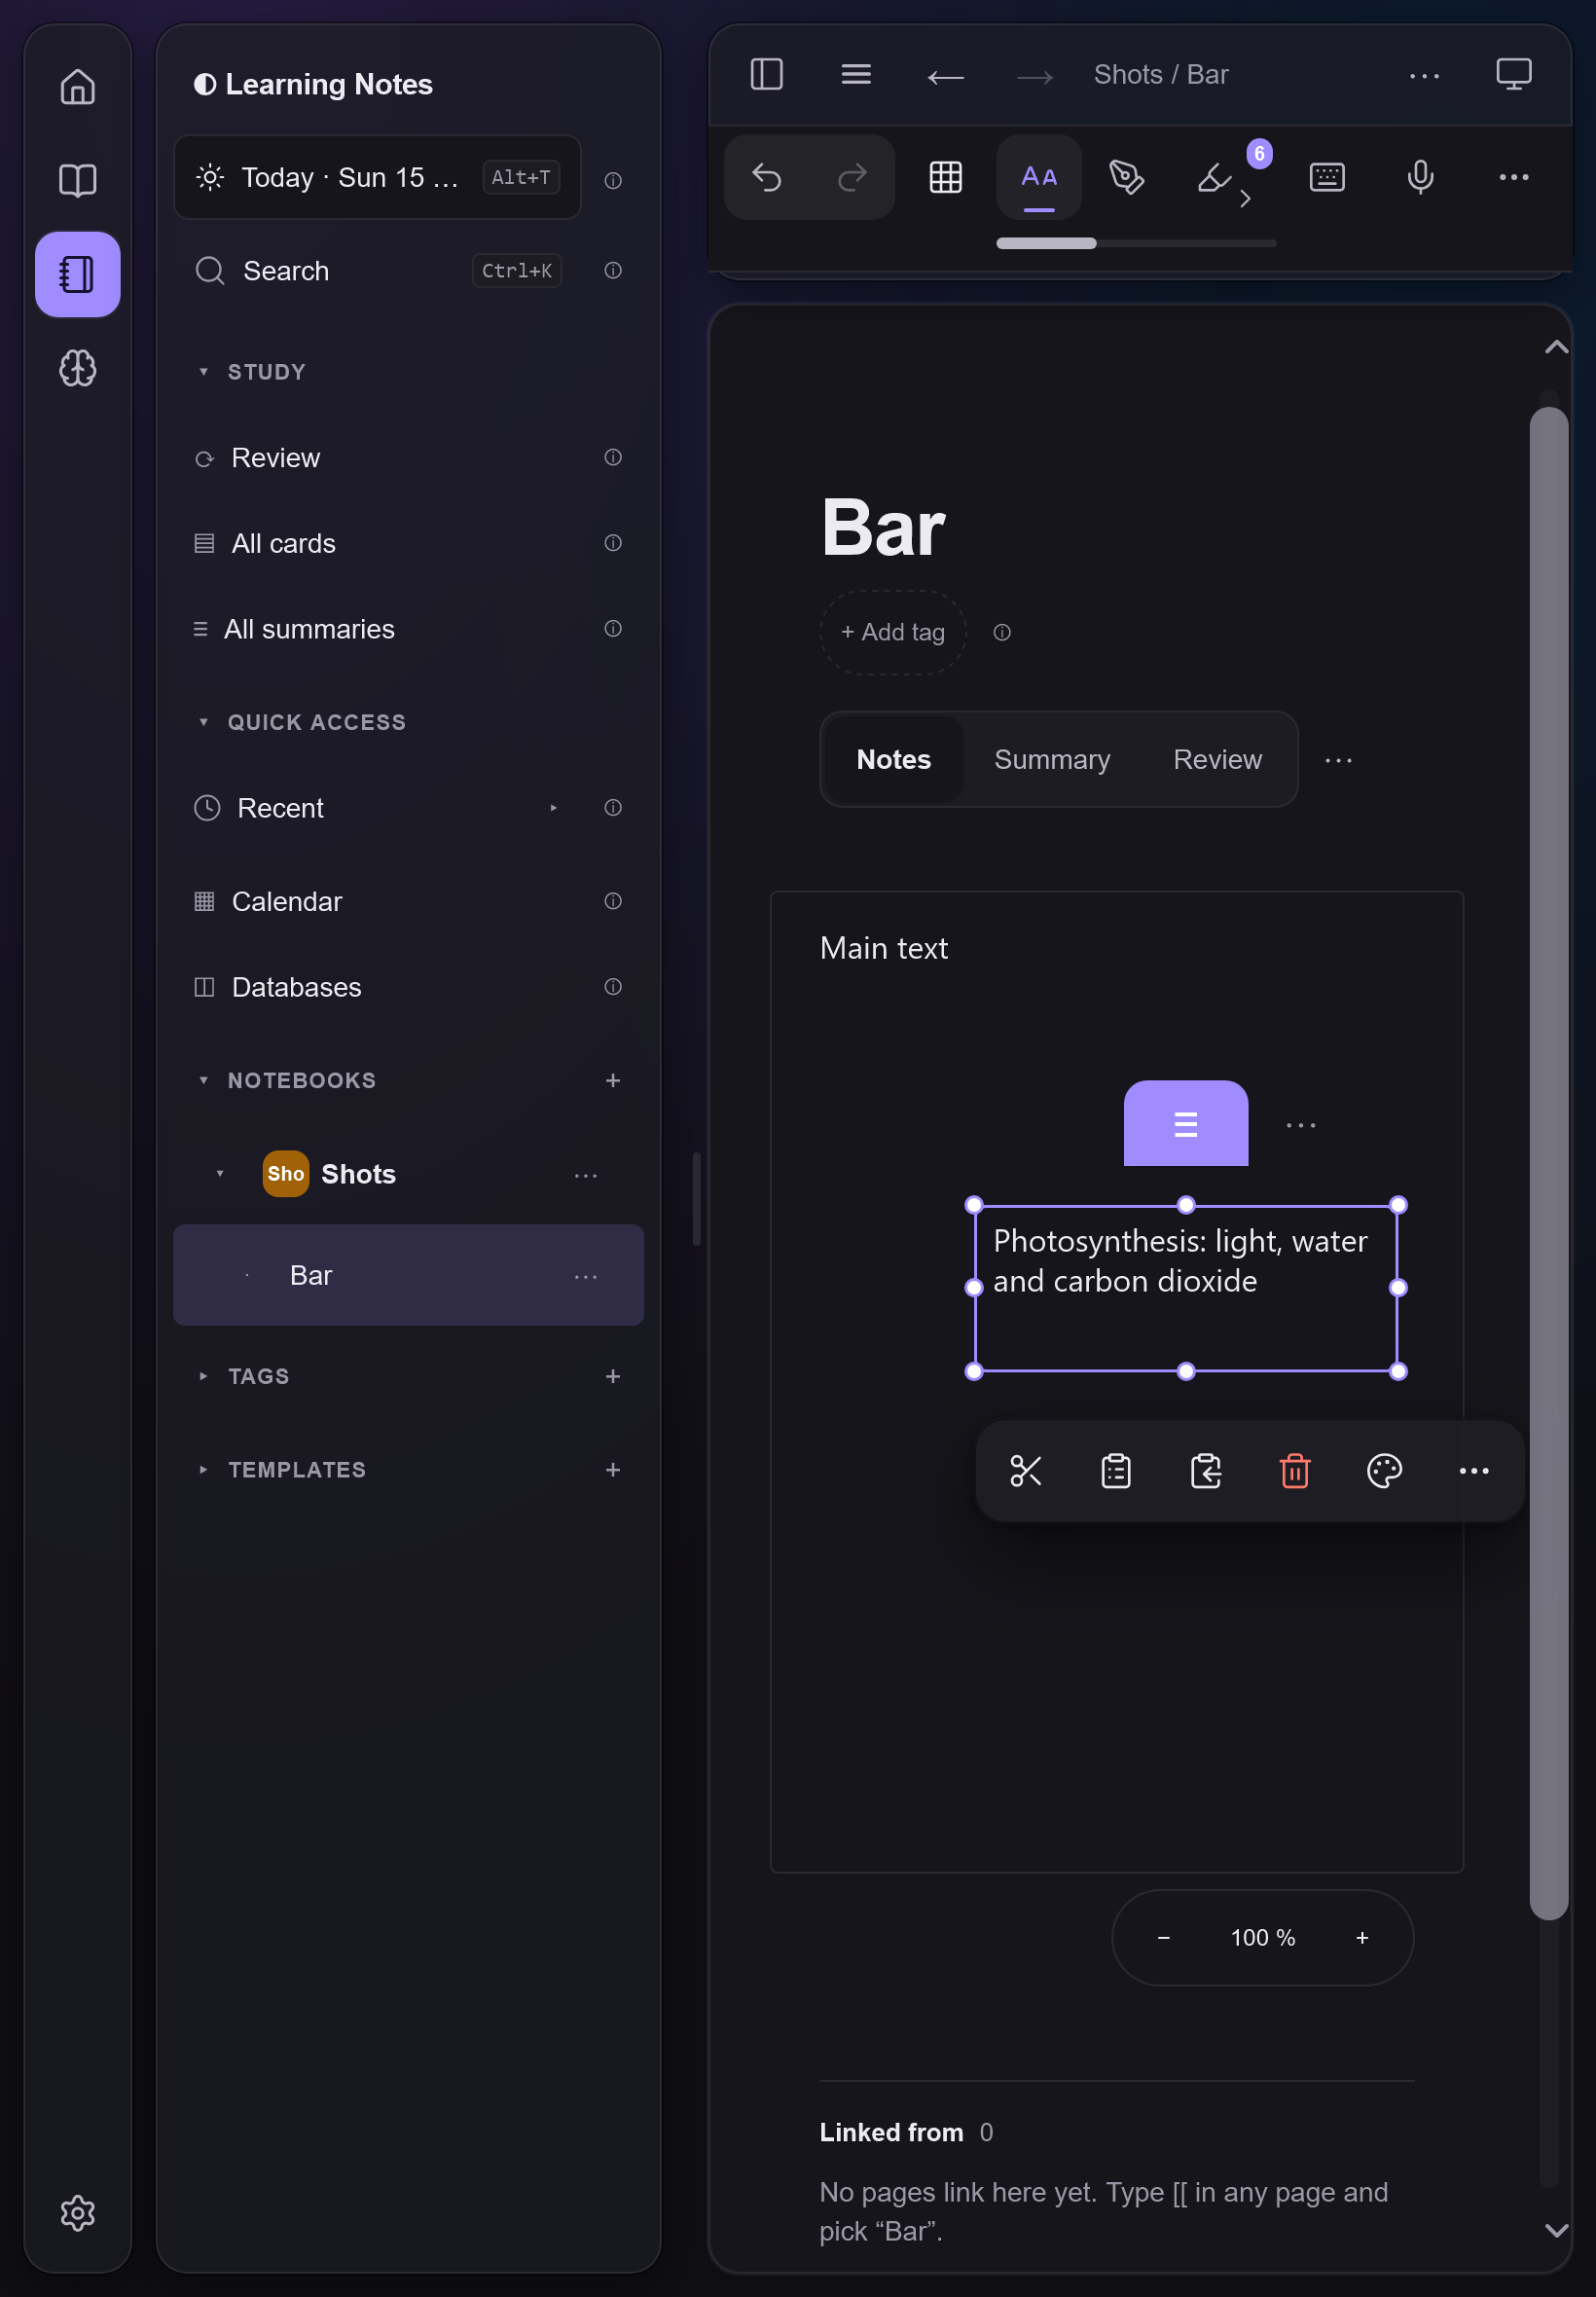 Learning Notes
Today · Sun 15 … Alt+T
Search Ctrl+K
STUDY
Review
All cards
All summaries
QUICK ACCESS
Recent
Calendar
Databases
NOTEBOOKS +
Sho Shots ...
Bar ...
TAGS +
TEMPLATES +
Shots / Bar
AA
6
Bar
+ Add tag
Notes Summary Review ...
Main text
Photosynthesis: light, water
and carbon dioxide
− 100 % +
Linked from 0
No pages link here yet. Type [[ in any page and
pick “Bar”.